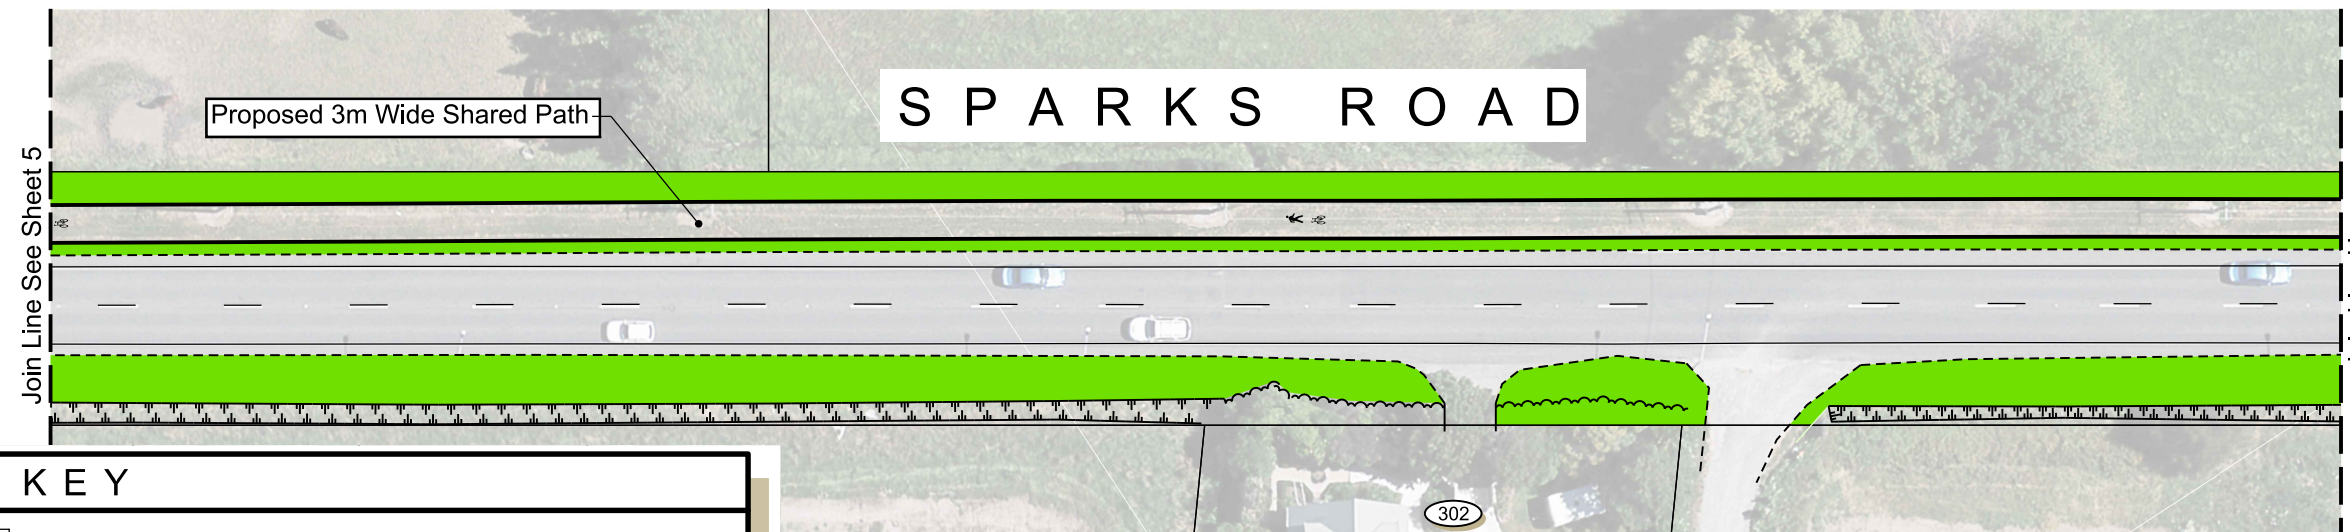 SPARKS ROAD
Proposed 3m Wide Shared Path
Join Line See Sheet 5
KEY
302